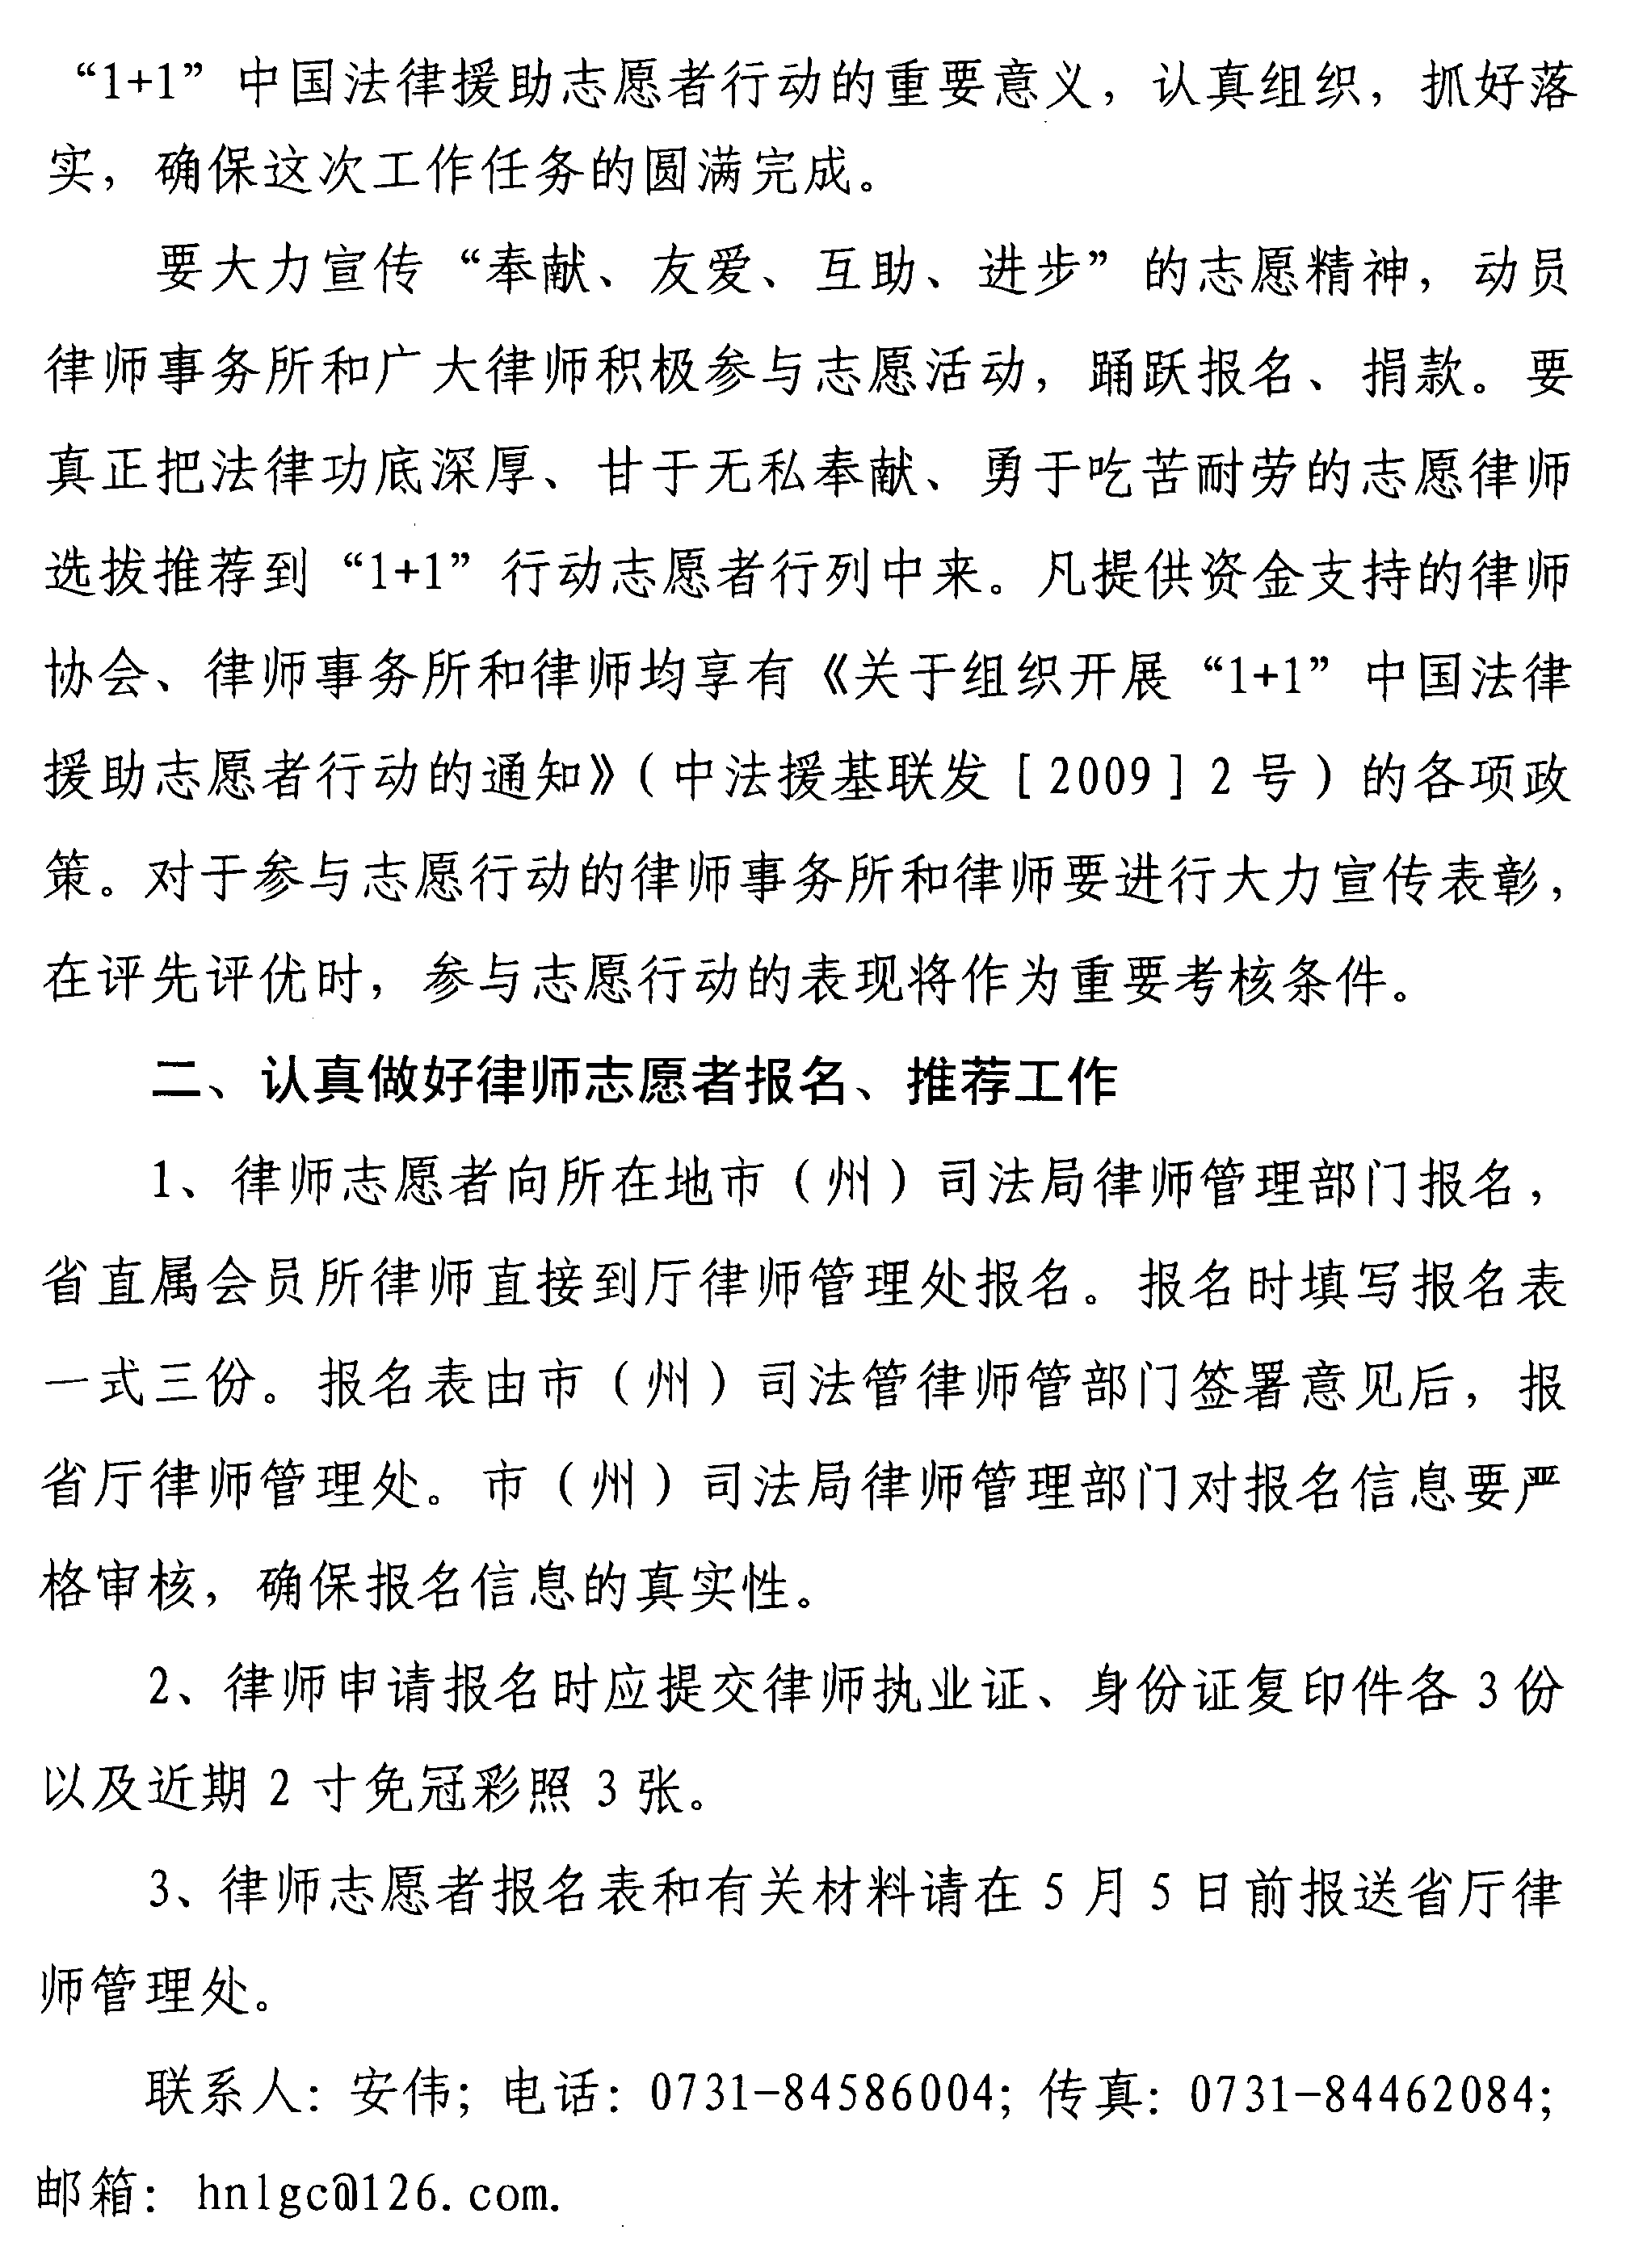 “1+1”中国法律援助志愿者行动的重要意义，认真组织，抓好落
实，确保这次工作任务的圆满完成。
要大力宣传“奉献、友爱、互助、进步”的志愿精神，动员
律师事务所和广大律师积极参与志愿活动，踊跃报名、捐款。要
真正把法律功底深厚、甘于无私奉献、勇于吃苦耐劳的志愿律师
选拔推荐到“1+1”行动志愿者行列中来。凡提供资金支持的律师
协会、律师事务所和律师均享有《关于组织开展“1+1”中国法律
援助志愿者行动的通知》（中法援基联发［2009］2号）的各项政
策。对于参与志愿行动的律师事务所和律师要进行大力宣传表彰，
在评先评优时，参与志愿行动的表现将作为重要考核条件。
二、认真做好律师志愿者报名、推荐工作
1、律师志愿者向所在地市（州）司法局律师管理部门报名，
省直属会员所律师直接到厅律师管理处报名。报名时填写报名表
一式三份。报名表由市（州）司法管律师管部门签署意见后，报
省厅律师管理处。市（州）司法局律师管理部门对报名信息要严
格审核，确保报名信息的真实性。
2、律师申请报名时应提交律师执业证、身份证复印件各3份
以及近期2寸免冠彩照3张。
3、律师志愿者报名表和有关材料请在5月5日前报送省厅律
师管理处。
联系人：安伟；电话：0731-84586004；传真：0731-84462084；
邮箱：hnlgc@126.com.